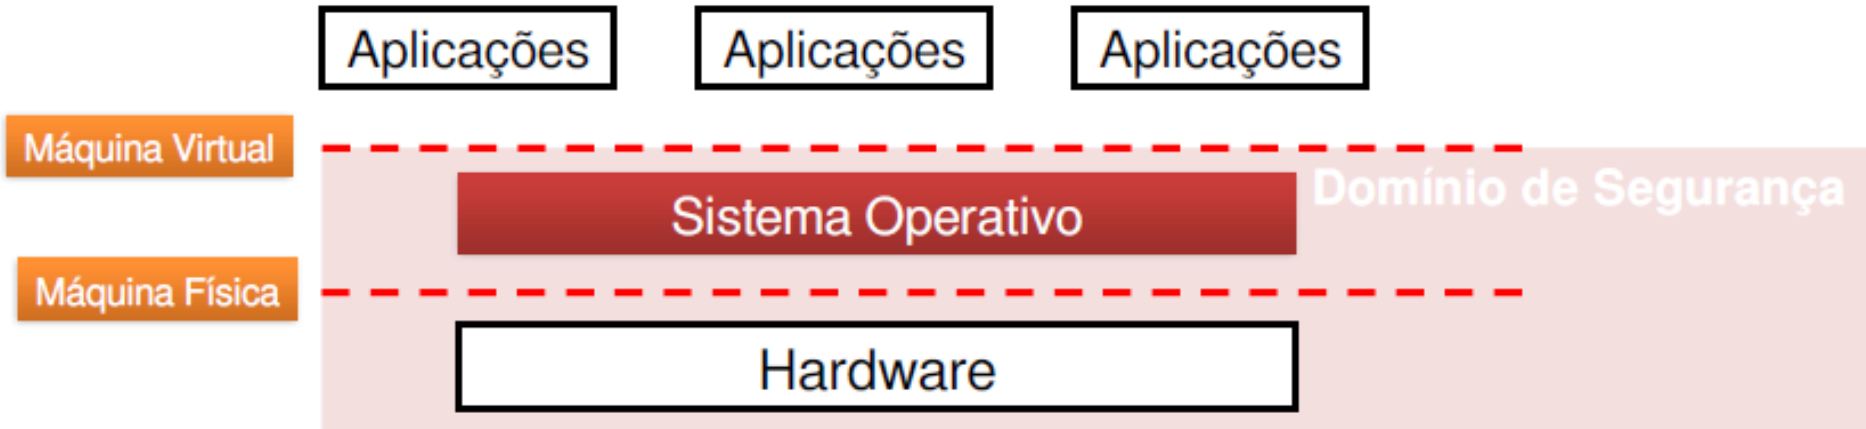 Aplicações
Aplicações
Aplicações
Máquina Virtual
Domínio de Segurança
Sistema Operativo
Máquina Física
Hardware